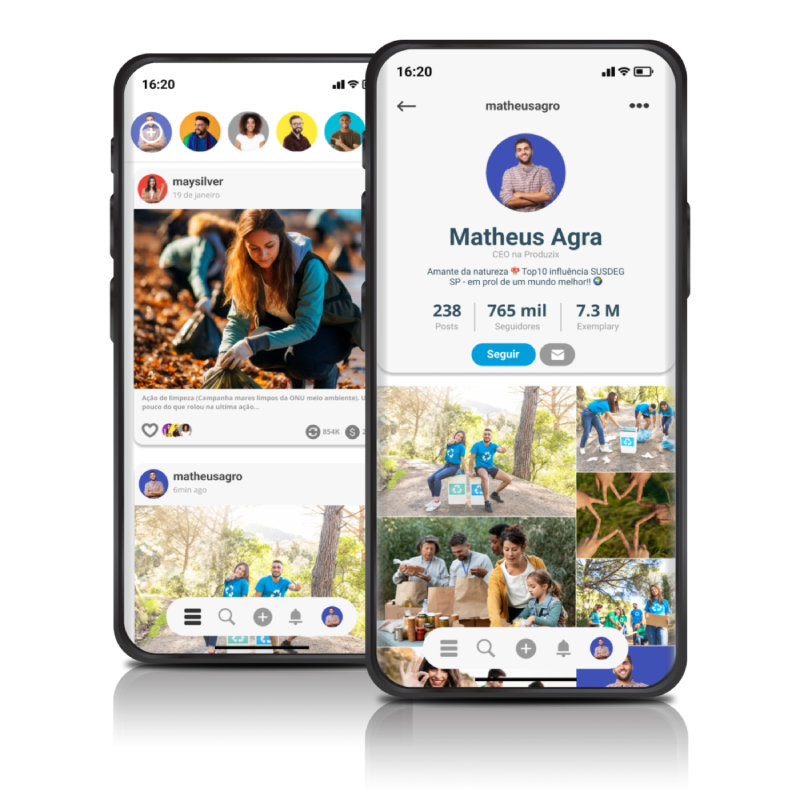 16:20
maysilver
19 de janeiro
Ação de limpeza (Campanha mares limpos da ONU meio ambiente). U
pouco do que rolou na ultima ação...
854K
$
2
matheusagro
6min ago
16:20
matheusagro
Matheus Agra
CEO na Produzix
Amante da natureza Top10 influência SUSDEG
SP - em prol de um mundo melhor!!
238 765 mil 7.3 M
Posts Seguidores Exemplary
Seguir